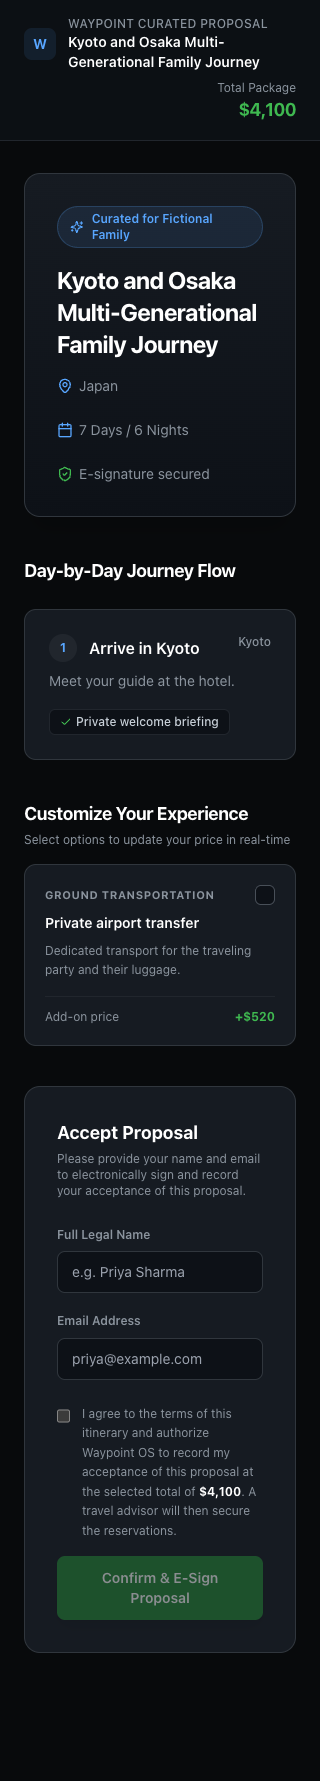 W
WAYPOINT CURATED PROPOSAL
Kyoto and Osaka Multi-
Generational Family Journey
Total Package
$4,100
Curated for Fictional
Family
Kyoto and Osaka
Multi-Generational
Family Journey
Japan
7 Days / 6 Nights
E-signature secured
Day-by-Day Journey Flow
1
Arrive in Kyoto
Kyoto
Meet your guide at the hotel.
Private welcome briefing
Customize Your Experience
Select options to update your price in real-time
GROUND TRANSPORTATION
Private airport transfer
Dedicated transport for the traveling
party and their luggage.
Add-on price
+$520
Accept Proposal
Please provide your name and email
to electronically sign and record
your acceptance of this proposal.
Full Legal Name
e.g. Priya Sharma
Email Address
priya@example.com
I agree to the terms of this
itinerary and authorize
Waypoint OS to record my
acceptance of this proposal at
the selected total of $4,100. A
travel advisor will then secure
the reservations.
Confirm & E-Sign
Proposal